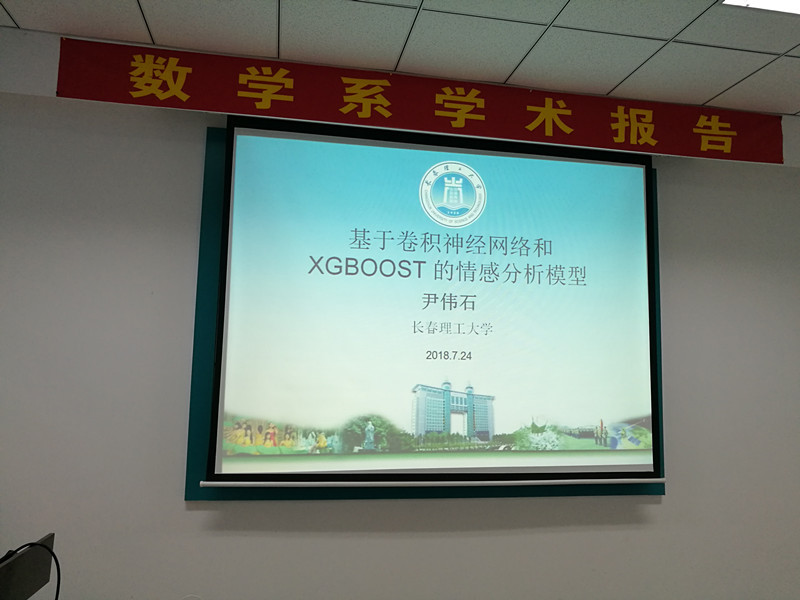 数学系学术报告
基于卷积神经网络和
XGBOOST 的情感分析模型
尹伟石
长春理工大学
2018.7.24